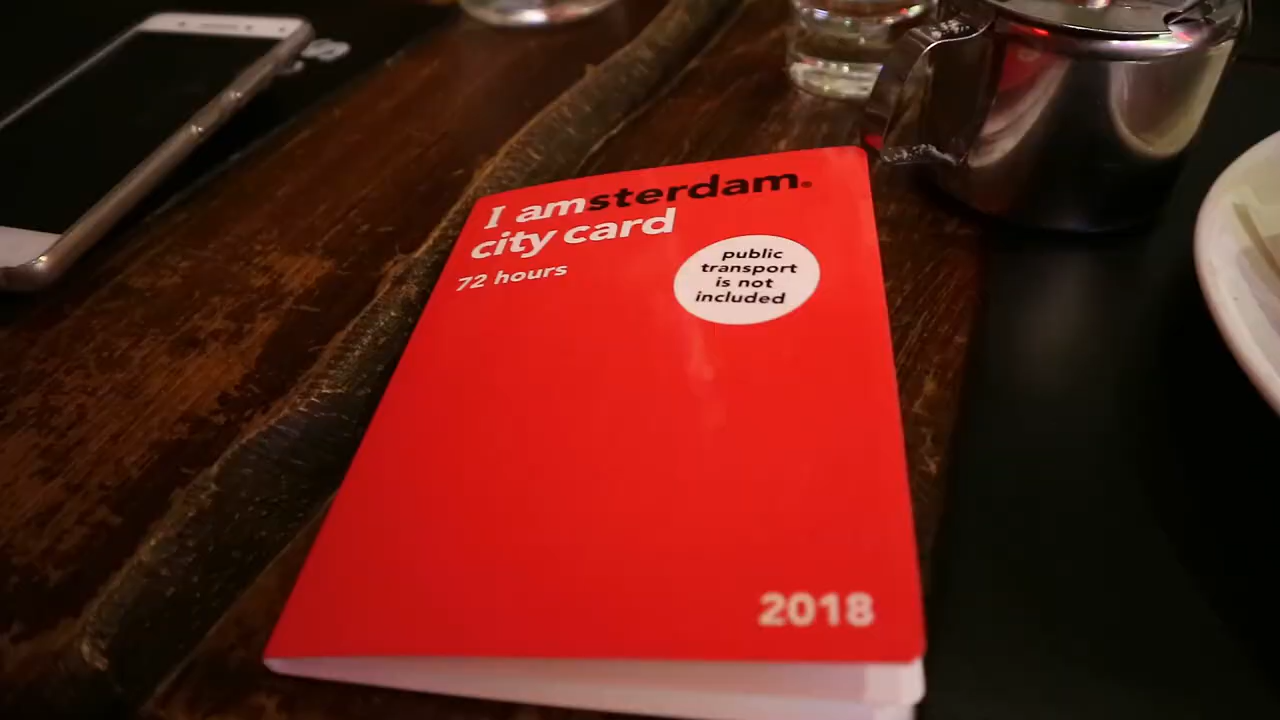 I amsterdam®
city card
72 hours
public
transport
is not
included
2018